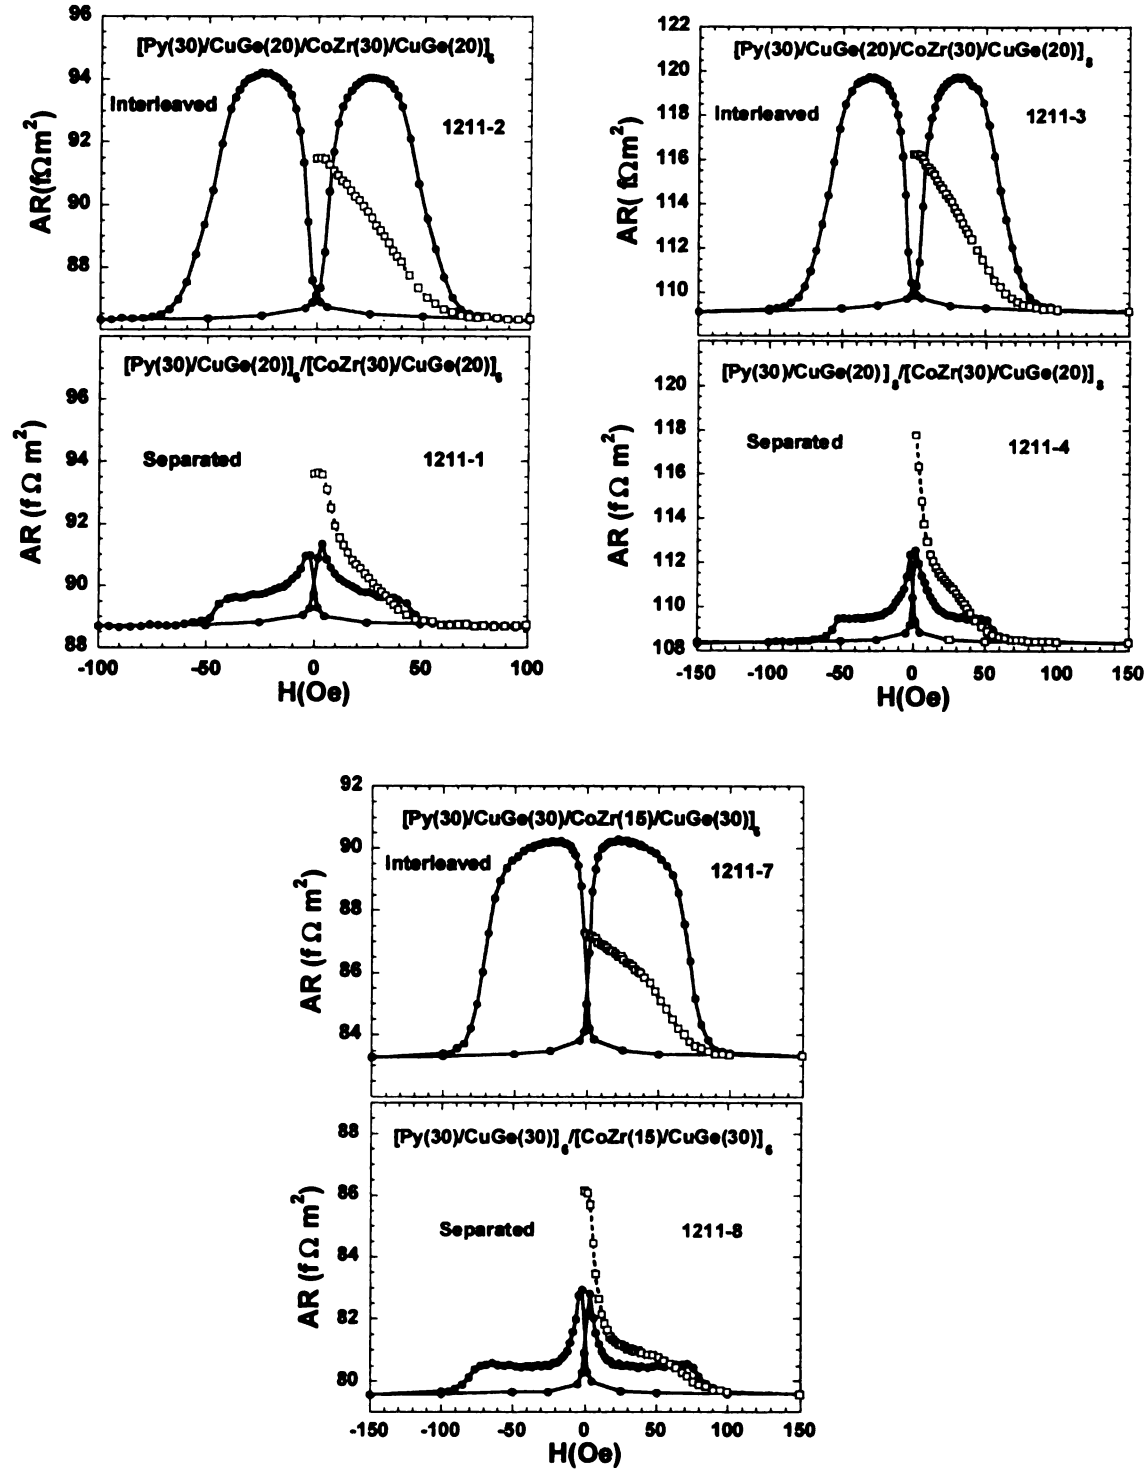 96
[Py(30)/CuGe(20)/CoZr(30)/CuGe(20)]6
94
Interleaved
1211-2
92
AR(fΩm2)
90
88
[Py(30)/CuGe(20)]6/[CoZr(30)/CuGe(20)]6
96
Separated
1211-1
94
AR (f Ω m2)
92
90
88
-100 -50 0 50 100
H(Oe)
122
[Py(30)/CuGe(20)/CoZr(30)/CuGe(20)]8
120
Interleaved
1211-3
118
116
AR( fΩm2)
114
112
110
[Py(30)/CuGe(20) ]8/[CoZr(30)/CuGe(20)]8
120
Separated
1211-4
118
116
AR (f Ω m2)
114
112
110
108
-150 -100 -50 0 50 100 150
H(Oe)
92
[Py(30)/CuGe(30)/CoZr(15)/CuGe(30)]6
90
Interleaved
1211-7
88
AR (f Ω m2)
86
84
88
[Py(30)/CuGe(30)]6/[CoZr(15)/CuGe(30)]6
86
Separated
1211-8
AR (f Ω m2)
84
82
80
-150 -100 -50 0 50 100 150
H(Oe)